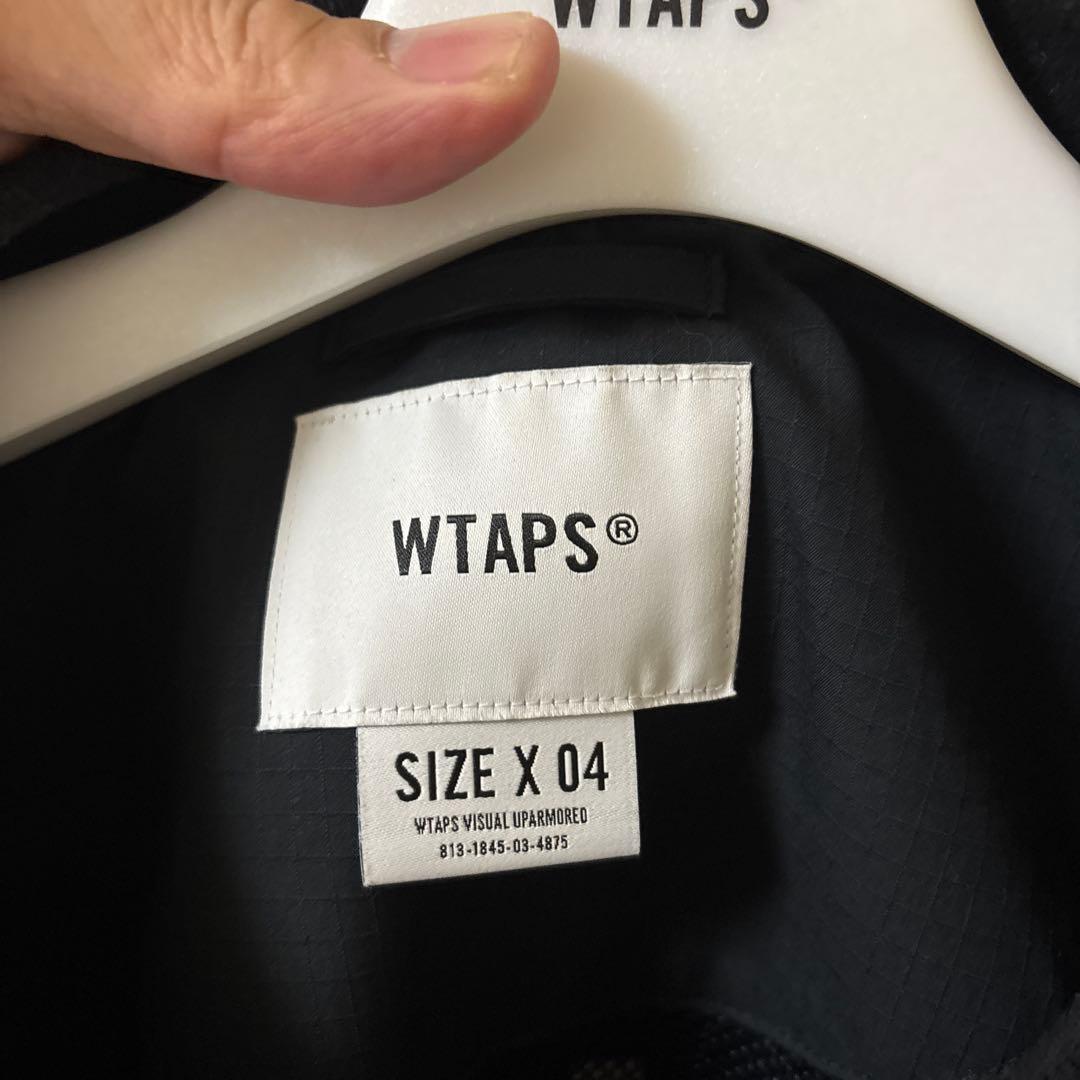 WTAPS
WTAPS®
SIZE X 04
WTAPS VISUAL UPARMORED
813-1845-03-4875